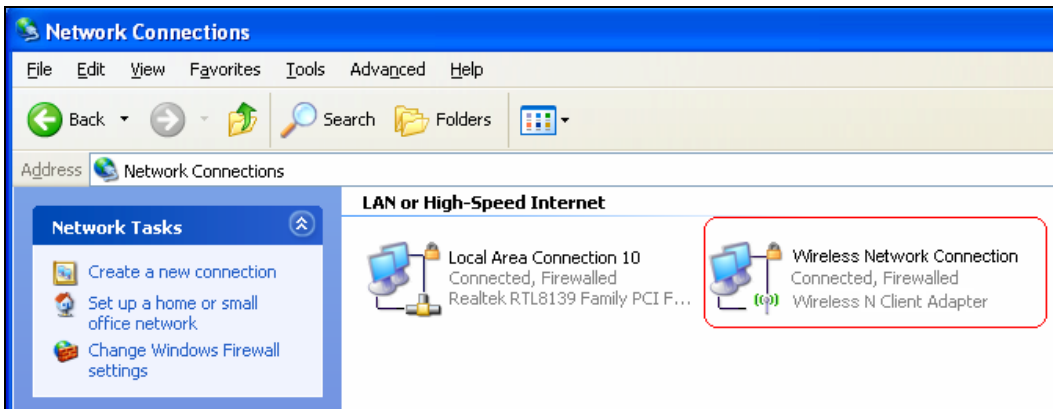 Network Connections
File Edit View Favorites Tools Advanced Help
Back Search Folders
Address Network Connections
Network Tasks
Create a new connection
Set up a home or small
office network
Change Windows Firewall
settings
LAN or High-Speed Internet
Local Area Connection 10
Connected, Firewalled
Realtek RTL8139 Family PCI F...
Wireless Network Connection
Connected, Firewalled
Wireless N Client Adapter